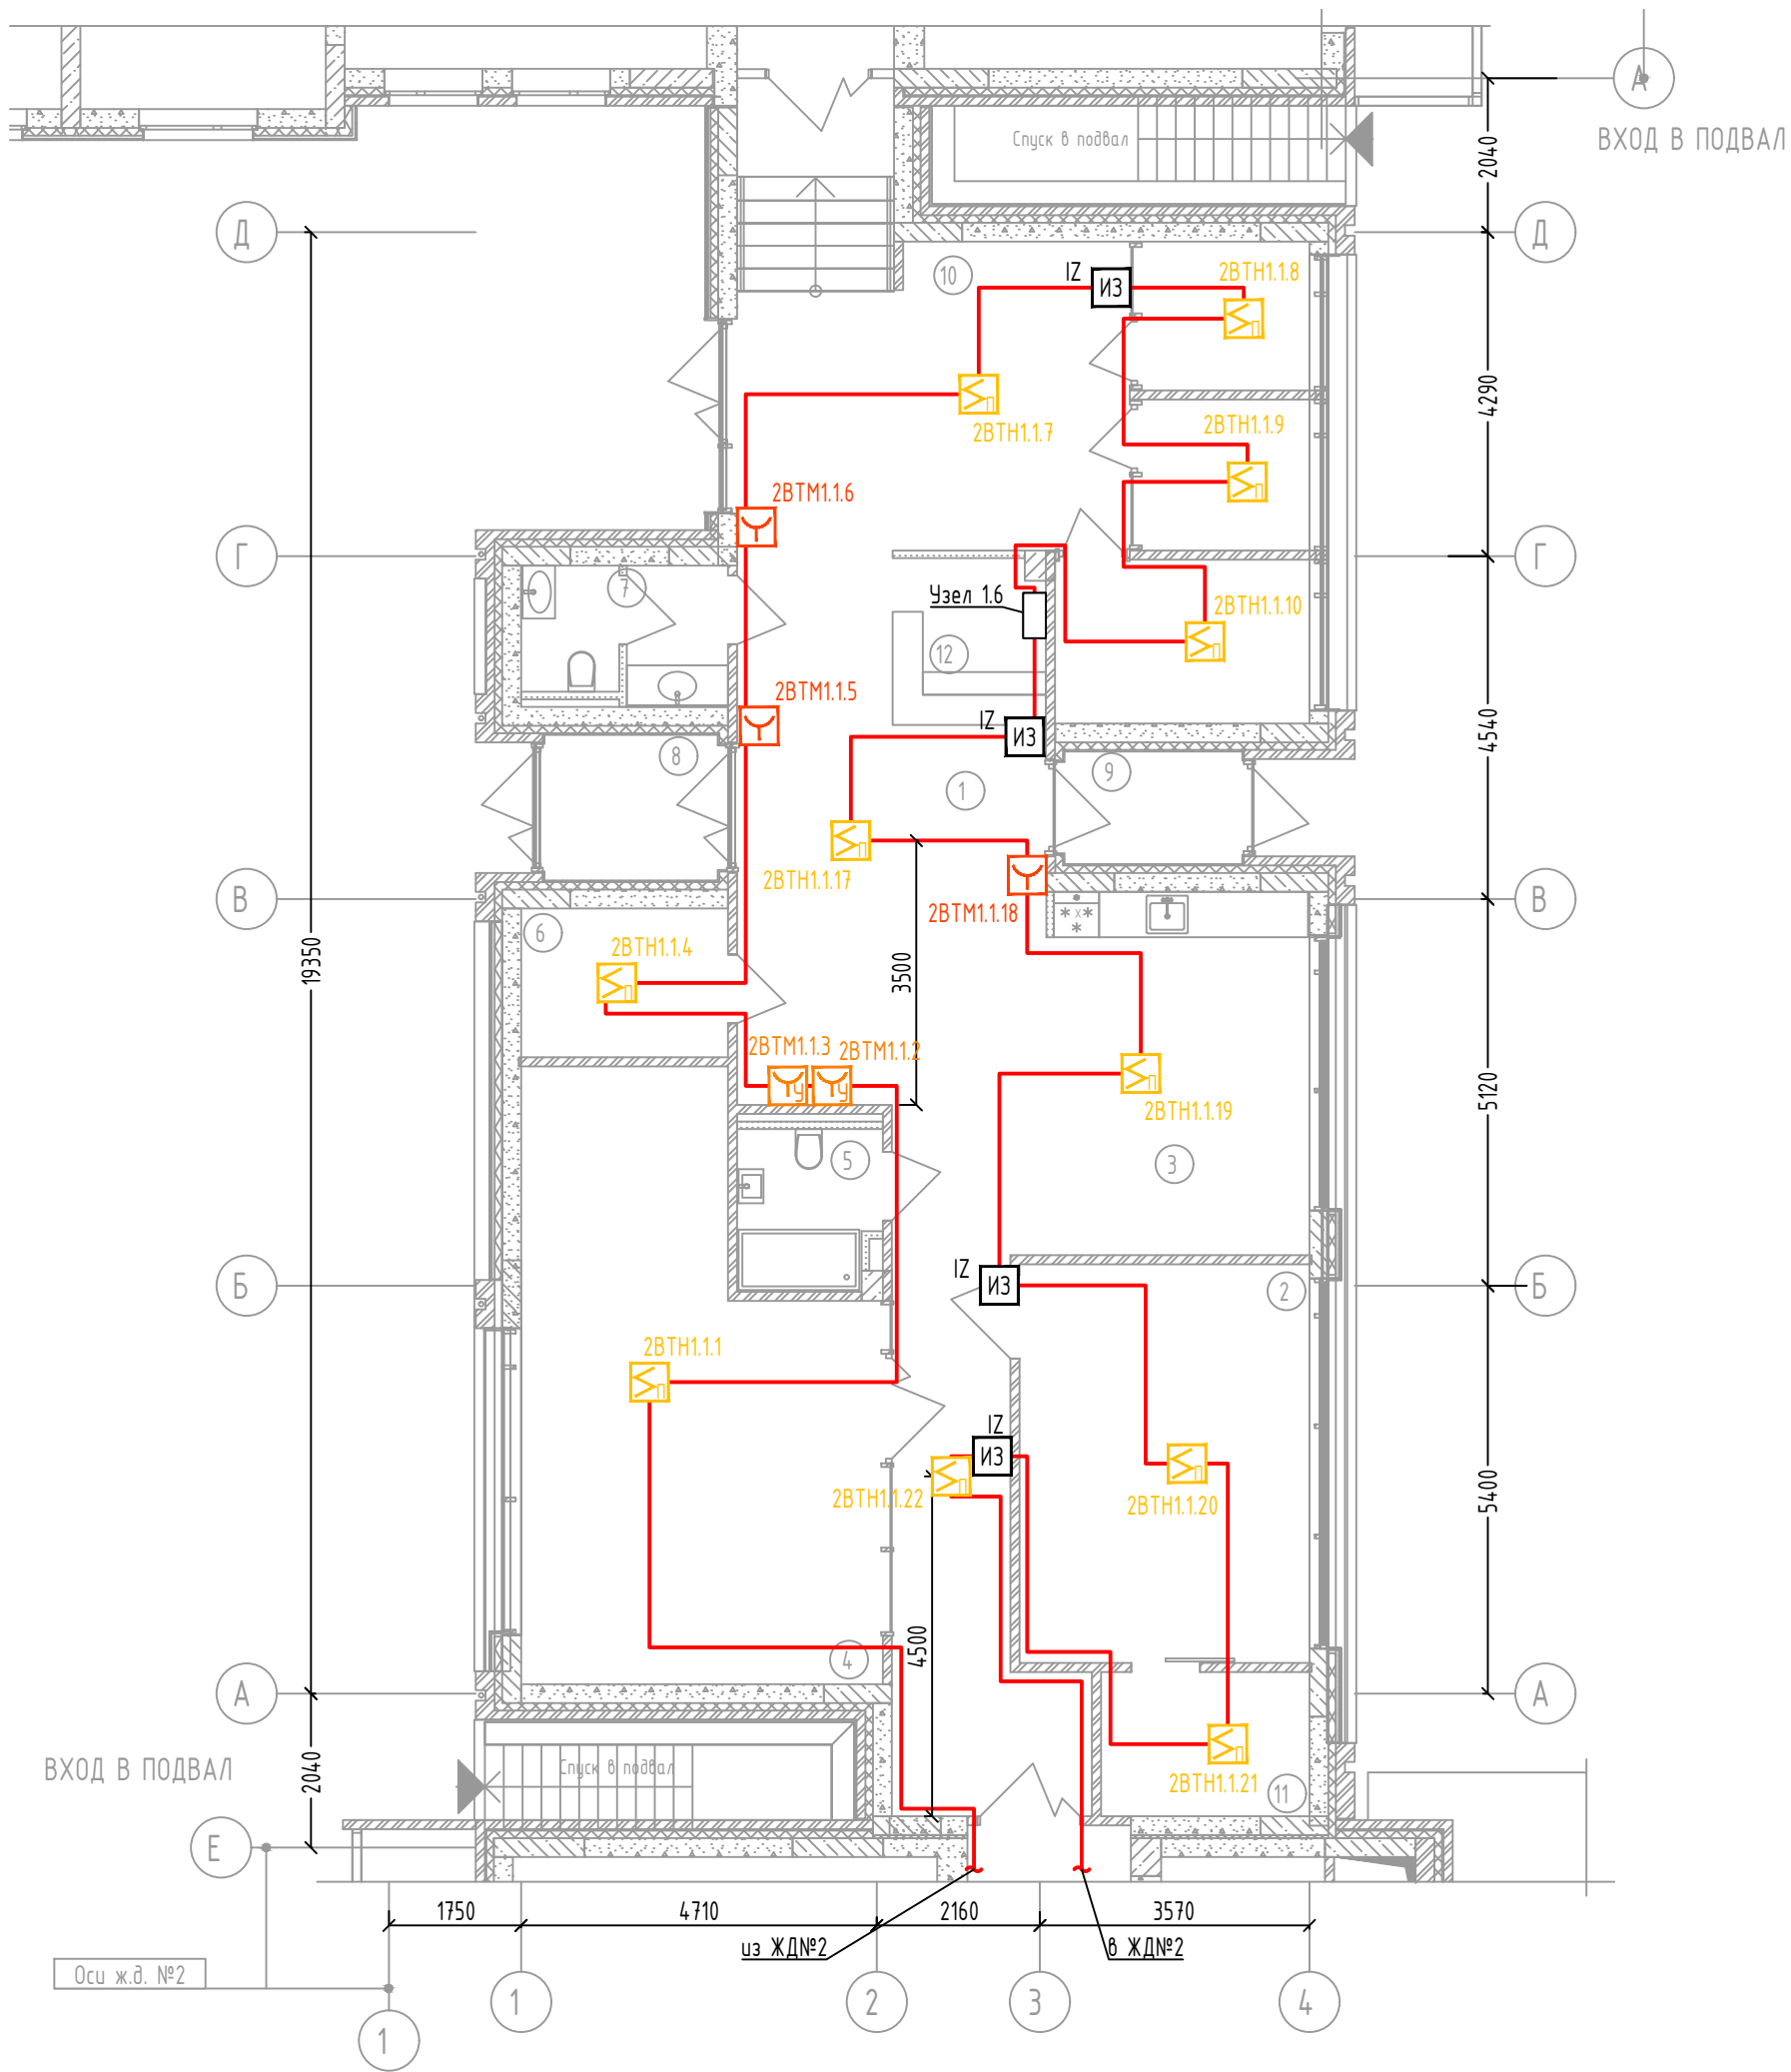 А
ВХОД В ПОДВАЛ
Спуск в подвал
2040
Д
Д
10
IZ
ИЗ
2ВТН1.1.8
4290
2ВТН1.1.7
2ВТН1.1.9
2ВТМ1.1.6
Г
Г
7
Узел 1.6
2ВТН1.1.10
12
2ВТМ1.1.5
IZ
ИЗ
4540
8
9
1
2ВТН1.1.17
В
В
2ВТМ1.1.18
6
2ВТН1.1.4
19350
3500
2ВТМ1.1.3
2ВТМ1.1.2
У
У
2ВТН1.1.19
5120
5
3
IZ
ИЗ
Б
Б
2
2ВТН1.1.1
IZ
ИЗ
2ВТН1.1.22
2ВТН1.1.20
5400
4500
4
А
А
ВХОД В ПОДВАЛ
2040
Спуск в подвал
2ВТН1.1.21
11
Е
1750
4710
2160
3570
из ЖД№2
в ЖД№2
Оси ж.д. №2
1
2
3
4
1